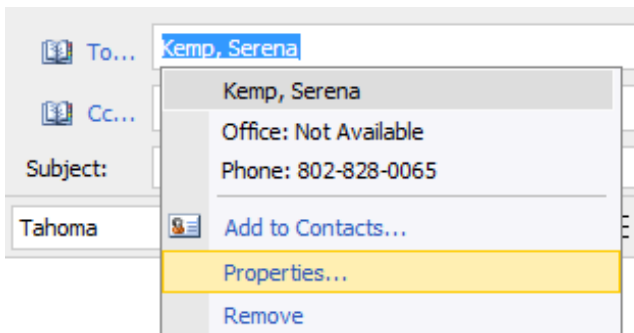 To... Kemp, Serena
Kemp, Serena
Cc...
Office: Not Available
Subject:
Phone: 802-828-0065
Tahoma
Add to Contacts...
Properties...
Remove